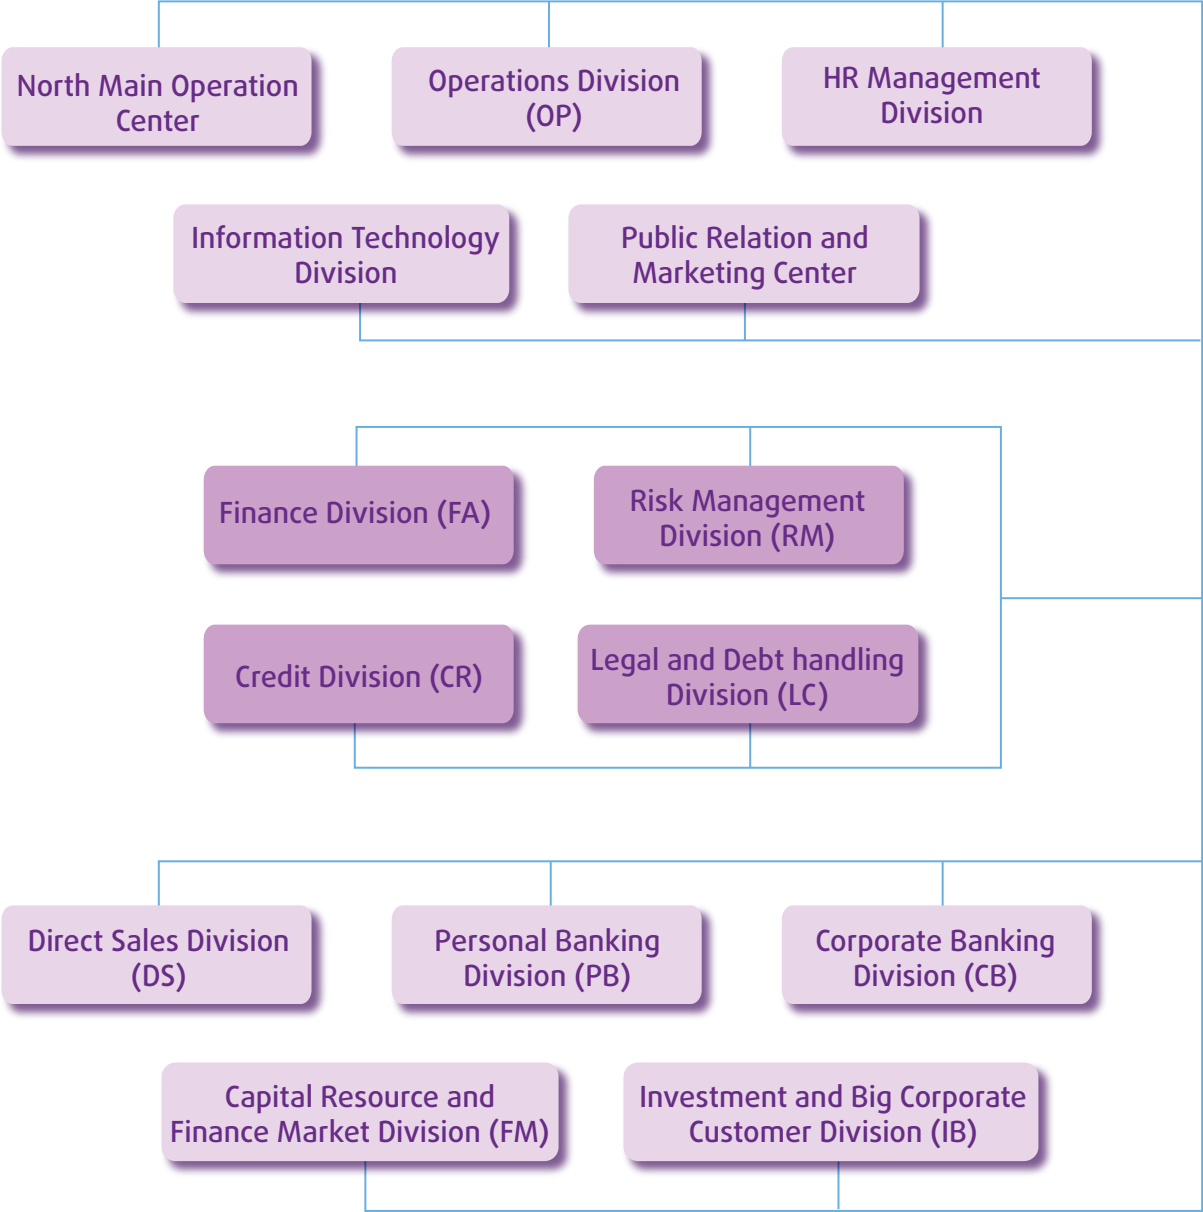 North Main Operation
Center
Operations Division
(OP)
HR Management
Division
Information Technology
Division
Public Relation and
Marketing Center
Finance Division (FA)
Risk Management
Division (RM)
Credit Division (CR)
Legal and Debt handling
Division (LC)
Direct Sales Division
(DS)
Personal Banking
Division (PB)
Corporate Banking
Division (CB)
Capital Resource and
Finance Market Division (FM)
Investment and Big Corporate
Customer Division (IB)